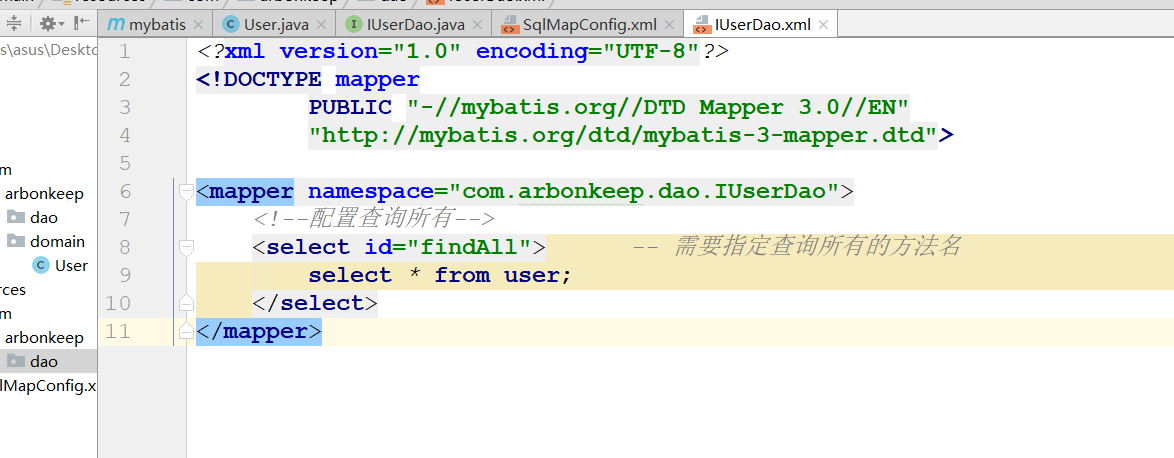 mybatis User.java IUserDao.java SqlMapConfig.xml IUserDao.xml
s\asus\Deskto
m
arbonkeep
dao
domain
User
rces
m
arbonkeep
dao
lMapConfig.x
1 <?xml version="1.0" encoding="UTF-8"?>
2 <!DOCTYPE mapper
3 PUBLIC "-//mybatis.org//DTD Mapper 3.0//EN"
4 "http://mybatis.org/dtd/mybatis-3-mapper.dtd">
5
6 <mapper namespace="com.arbonkeep.dao.IUserDao">
7 <!--配置查询所有-->
8 <select id="findAll"> -- 需要指定查询所有的方法名
9 select * from user;
10 </select>
11 </mapper>